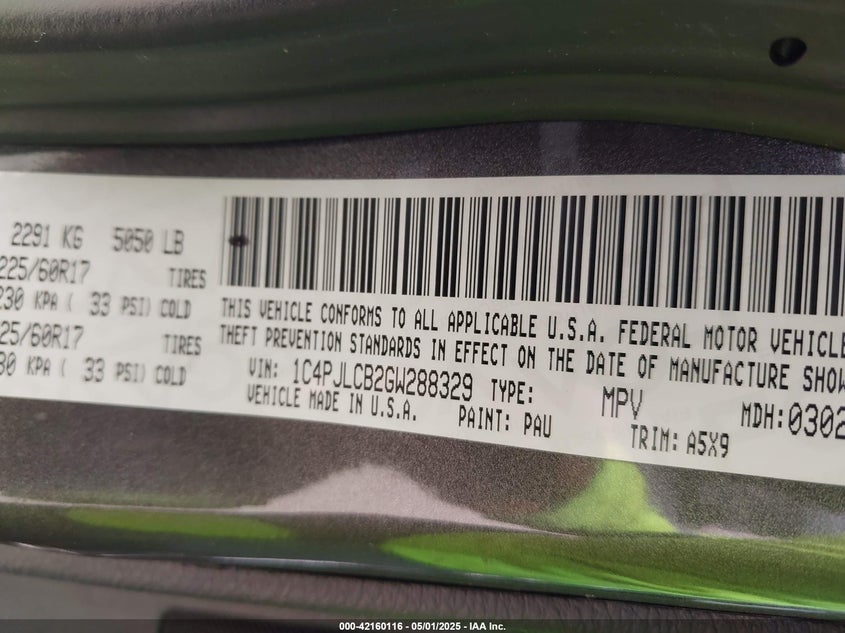 2291 KG 5050 LB
225/60R17 TIRES
230 KPA ( 33 PSI) COLD
25/60R17 TIRES
30 KPA ( 33 PSI) COLD
THIS VEHICLE CONFORMS TO ALL APPLICABLE U.S.A. FEDERAL MOTOR VEHICLE
THEFT PREVENTION STANDARDS IN EFFECT ON THE DATE OF MANUFACTURE SHOW
VIN: 1C4PJLCB2GW288329 TYPE: MPV MDH:0302
VEHICLE MADE IN U.S.A. PAINT: PAU TRIM: A5X9
000-42160116 - 05/01/2025 - IAA Inc.